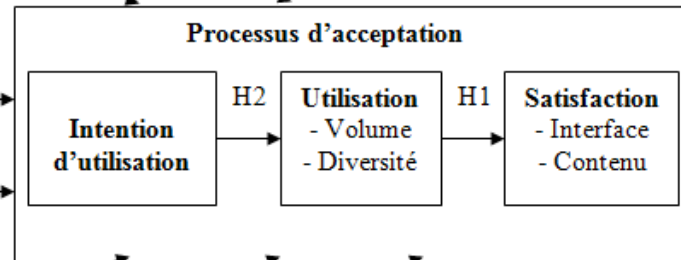 Processus d'acceptation
Intention
d'utilisation
H2
Utilisation
- Volume
- Diversité
H1
Satisfaction
- Interface
- Contenu